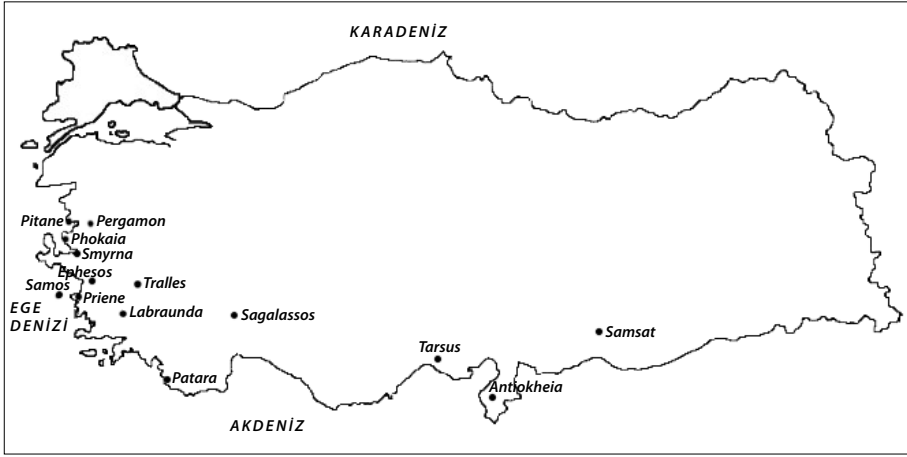 KARADENİZ
Pitane
Pergamon
Phokaia
Smyrna
Ephesos
Samos
Tralles
Priene
EGE
DENİZİ
Labraunda
Sagalassos
Samsat
Tarsus
Patara
Antiokheia
AKDENİZ